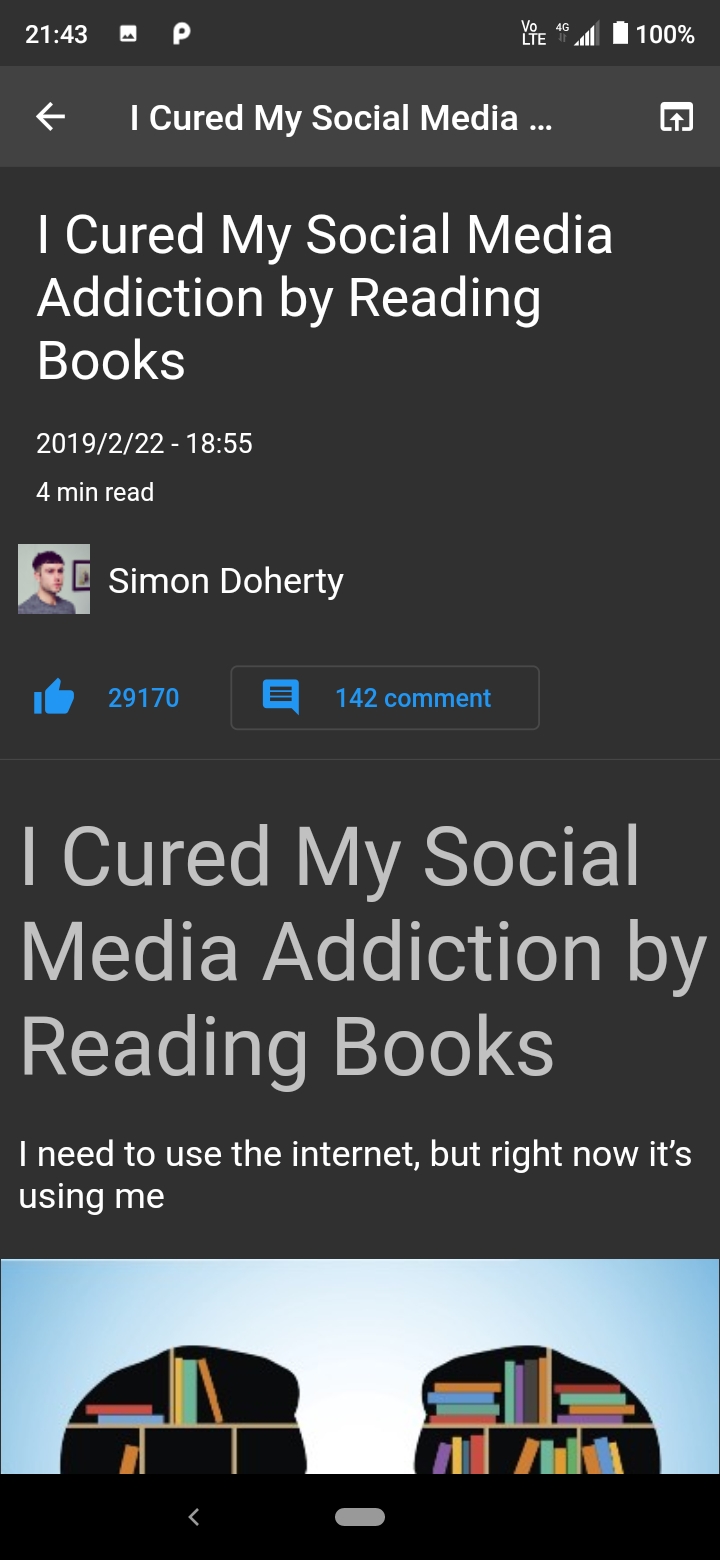 21:43
Vo
LTE
4G
100%
I Cured My Social Media ...
I Cured My Social Media
Addiction by Reading
Books
2019/2/22 - 18:55
4 min read
Simon Doherty
29170
142 comment
I Cured My Social
Media Addiction by
Reading Books
I need to use the internet, but right now it’s
using me